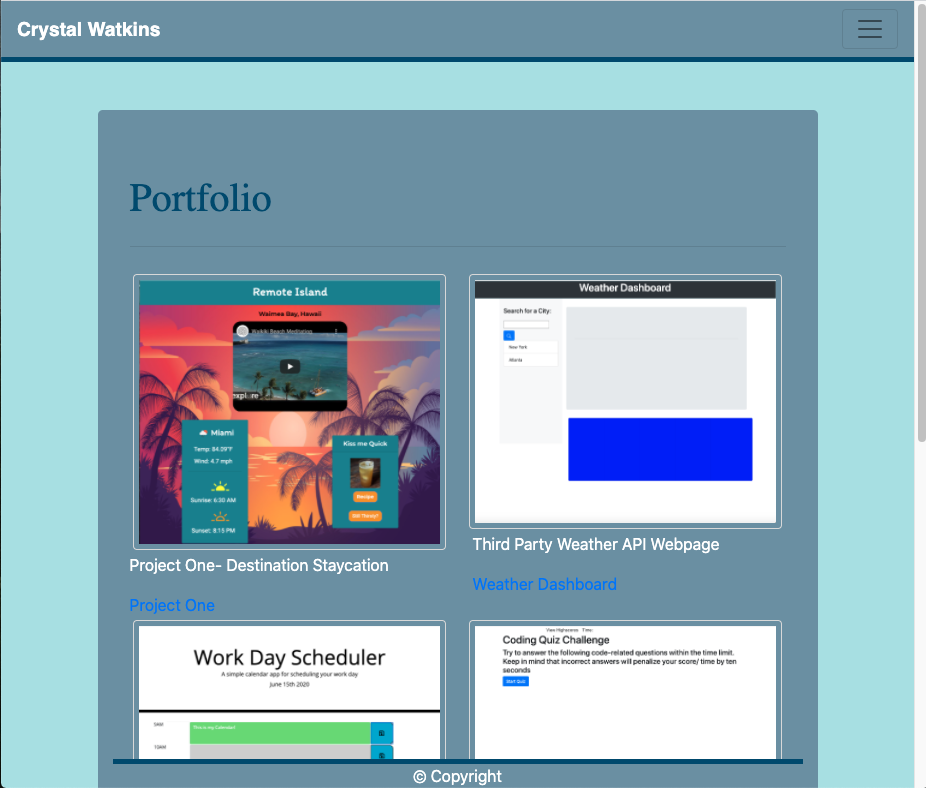 Crystal Watkins
Portfolio
Remote Island
Waimea Bay, Hawaii
Waikiki Beach Meditation
Miami
Temp: 84.09°F
Wind: 4.7 mph
Sunrise: 6:00 AM
Sunset: 8:15 PM
Kiss me Quick
Recipe
Still Thirsty?
Project One- Destination Staycation
Project One
Weather Dashboard
Search for a City:
New York
Atlanta
Third Party Weather API Webpage
Weather Dashboard
Work Day Scheduler
A simple calendar app for scheduling your work day
June 15th 2020
9AM
This is my Calendar!
10AM
View Highscores Time:
Coding Quiz Challenge
Try to answer the following code-related questions within the time limit.
Keep in mind that incorrect answers will penalize your score/ time by ten
seconds
Start Quiz
© Copyright